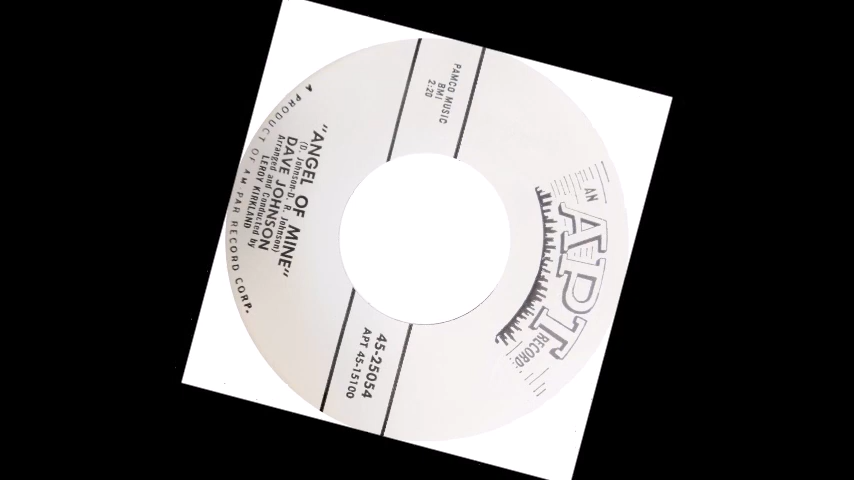 AN
APT
RECORD
PAMCO MUSIC
BMI
2:20
45-25054
APT 45-15100
"ANGEL OF MINE"
(D. Johnson-D. R. Johnson)
DAVE JOHNSON
Arranged and Conducted by
LEROY KIRKLAND
A PRODUCT OF AM-PAR RECORD CORP.